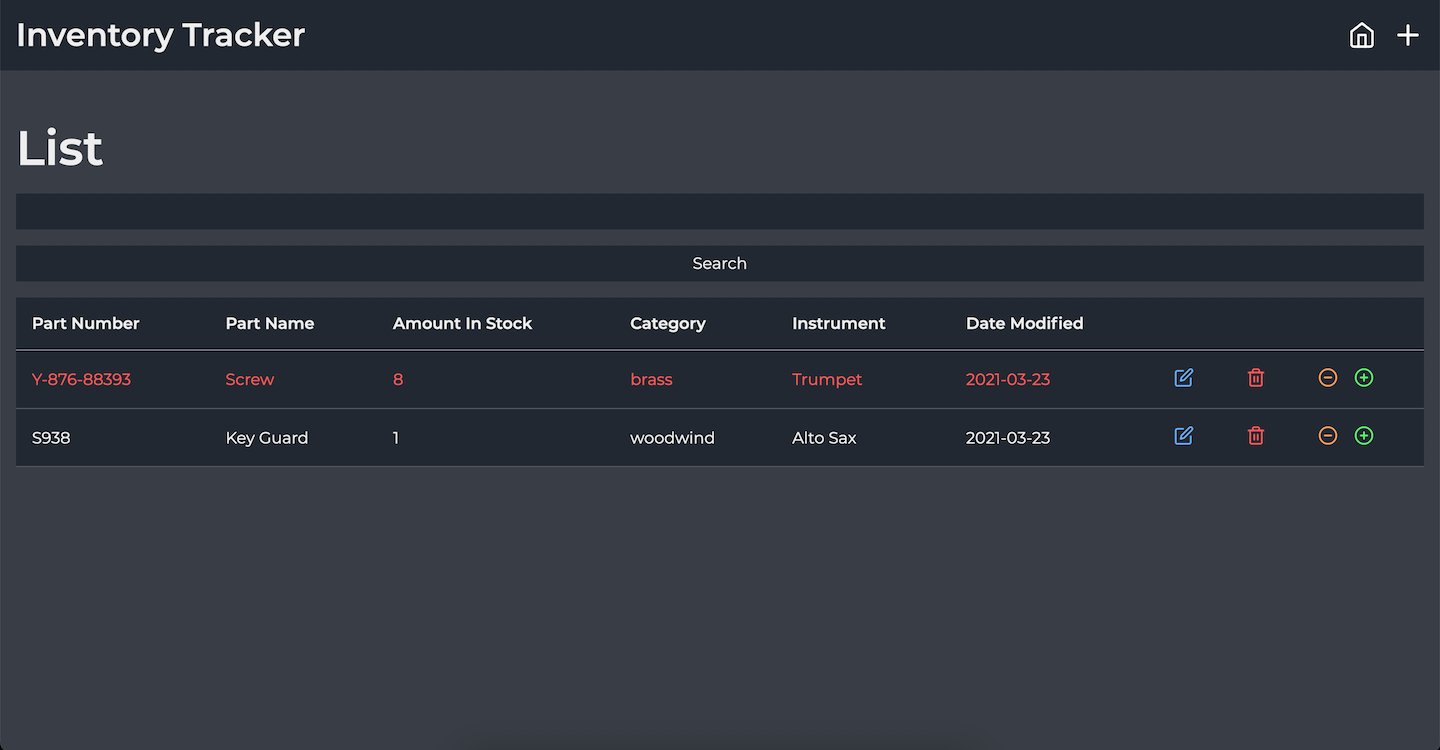 Inventory Tracker
List
Search
Part Number Part Name Amount In Stock Category Instrument Date Modified
Y-876-88393 Screw 8 brass Trumpet 2021-03-23
S938 Key Guard 1 woodwind Alto Sax 2021-03-23